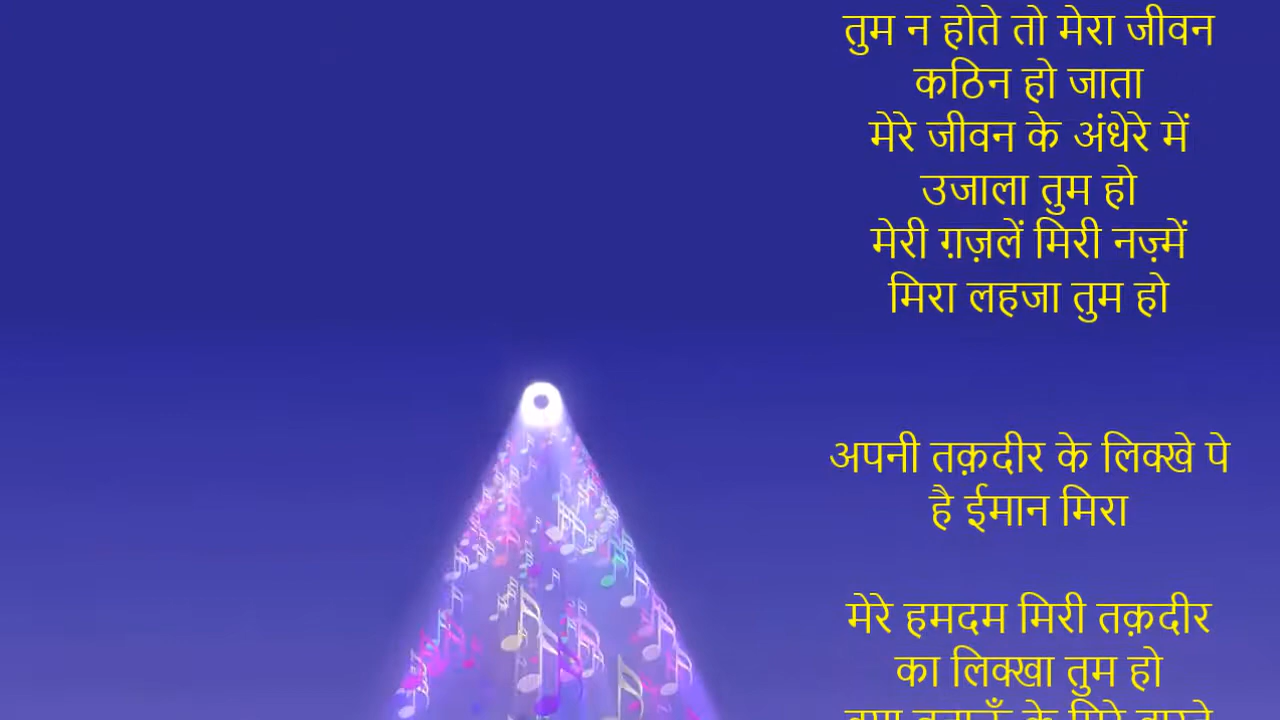 तुम न होते तो मेरा जीवन
कठिन हो जाता
मेरे जीवन के अंधेरे में
उजाला तुम हो
मेरी ग़ज़लें मिरी नज़्में
मिरा लहजा तुम हो
अपनी तक़दीर के लिक्खे पे
है ईमान मिरा
मेरे हमदम मिरी तक़दीर
का लिक्खा तुम हो